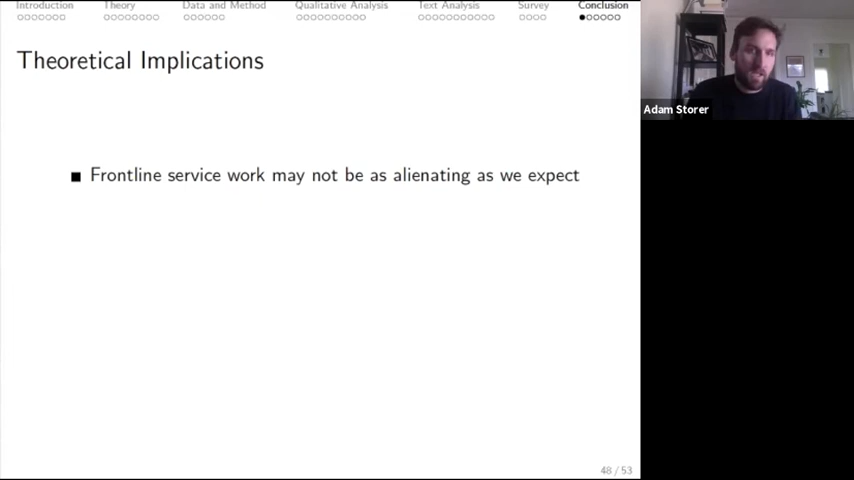 Introduction
Theory
Data and Method
Qualitative Analysis
Text Analysis
Survey
Conclusion
Theoretical Implications
Frontline service work may not be as alienating as we expect
48 / 53
Adam Storer